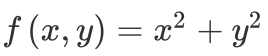 f (x, y) = x² + y²